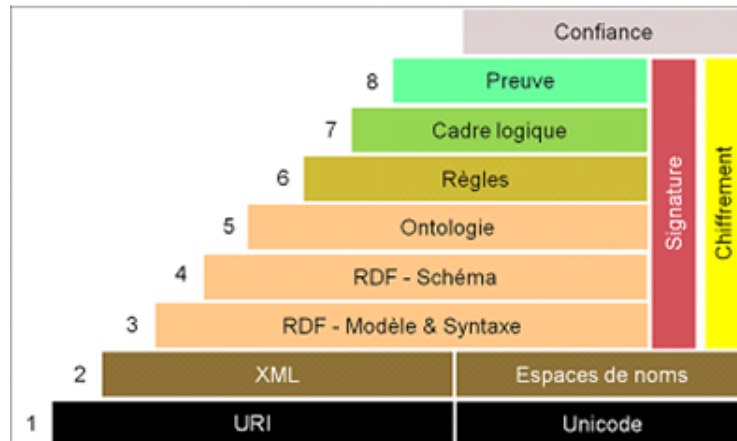 Confiance
8 Preuve
7 Cadre logique
6 Règles
5 Ontologie
4 RDF - Schéma
3 RDF - Modèle & Syntaxe
Signature
Chiffrement
2 XML Espaces de noms
1 URI Unicode